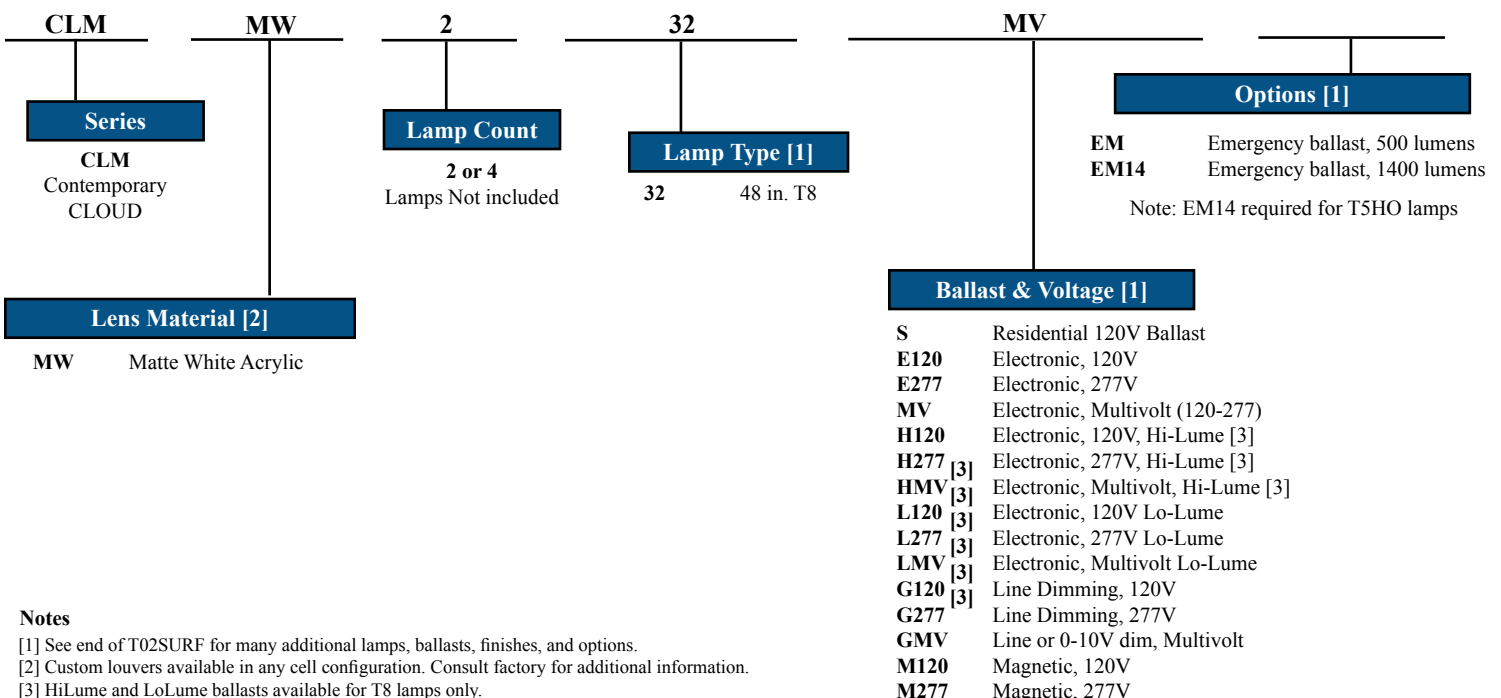 CLM MW 2 32 MV
Series
CLM
Contemporary
CLOUD
Lens Material [2]
MW Matte White Acrylic
Lamp Count
2 or 4
Lamps Not included
Lamp Type [1]
32 48 in. T8
Options [1]
EM Emergency ballast, 500 lumens
EM14 Emergency ballast, 1400 lumens
Note: EM14 required for T5HO lamps
Ballast & Voltage [1]
S Residential 120V Ballast
E120 Electronic, 120V
E277 Electronic, 277V
MV Electronic, Multivolt (120-277)
H120 Electronic, 120V, Hi-Lume [3]
H277 [3] Electronic, 277V, Hi-Lume [3]
HMV [3] Electronic, Multivolt, Hi-Lume [3]
L120 [3] Electronic, 120V Lo-Lume
L277 [3] Electronic, 277V Lo-Lume
LMV [3] Electronic, Multivolt Lo-Lume
G120 [3] Line Dimming, 120V
G277 Line Dimming, 277V
GMV Line or 0-10V dim, Multivolt
M120 Magnetic, 120V
M277 Magnetic, 277V
Notes
[1] See end of T02SURF for many additional lamps, ballasts, finishes, and options.
[2] Custom louvers available in any cell configuration. Consult factory for additional information.
[3] HiLume and LoLume ballasts available for T8 lamps only.